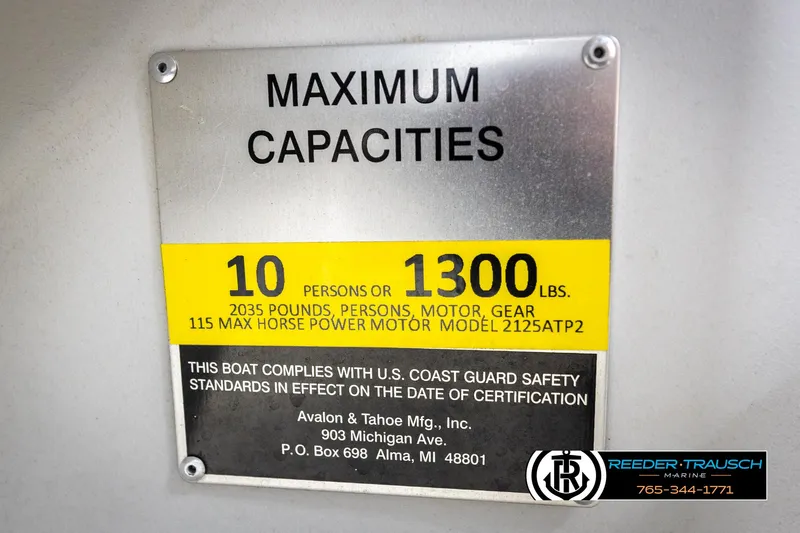 MAXIMUM
CAPACITIES
10 PERSONS OR 1300 LBS.
2035 POUNDS, PERSONS, MOTOR, GEAR
115 MAX HORSE POWER MOTOR MODEL 2125ATP2
THIS BOAT COMPLIES WITH U.S. COAST GUARD SAFETY
STANDARDS IN EFFECT ON THE DATE OF CERTIFICATION
Avalon & Tahoe Mfg., Inc.
903 Michigan Ave.
P.O. Box 698 Alma, MI 48801
REEDER·TRAUSCH
MARINE
765-344-1771